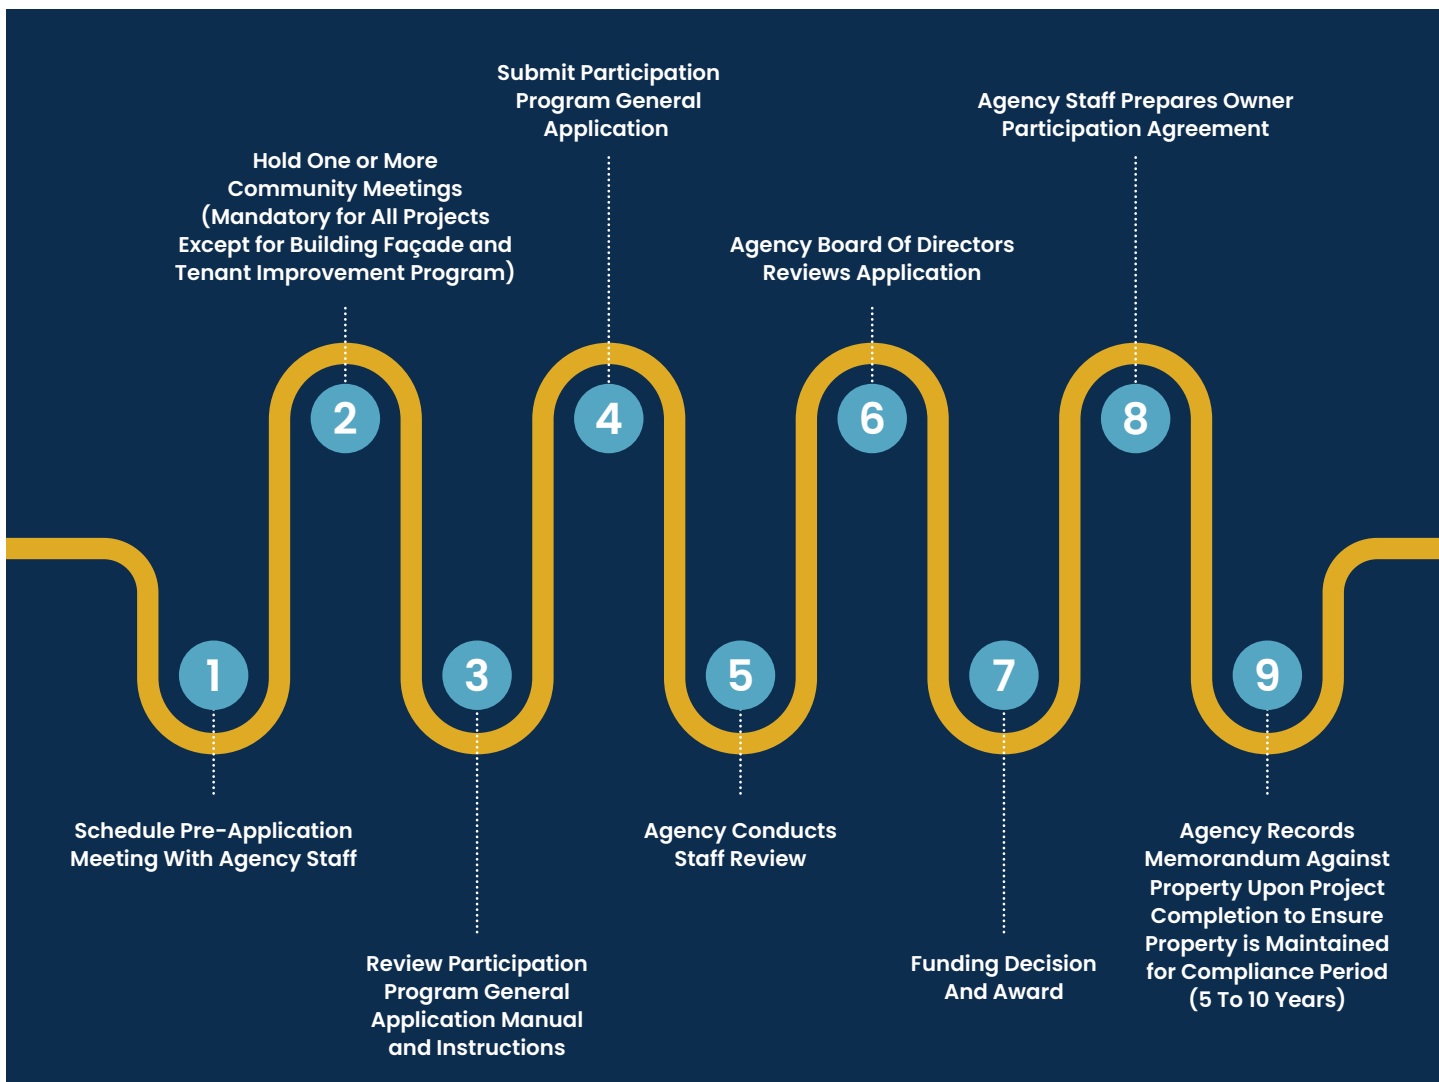 1
Schedule Pre-Application
Meeting With Agency Staff
2
Hold One or More
Community Meetings
(Mandatory for All Projects
Except for Building Façade and
Tenant Improvement Program)
3
Review Participation
Program General
Application Manual
and Instructions
4
Submit Participation
Program General
Application
5
Agency Conducts
Staff Review
6
Agency Board Of Directors
Reviews Application
7
Funding Decision
And Award
8
Agency Staff Prepares Owner
Participation Agreement
9
Agency Records
Memorandum Against
Property Upon Project
Completion to Ensure
Property is Maintained
for Compliance Period
(5 To 10 Years)